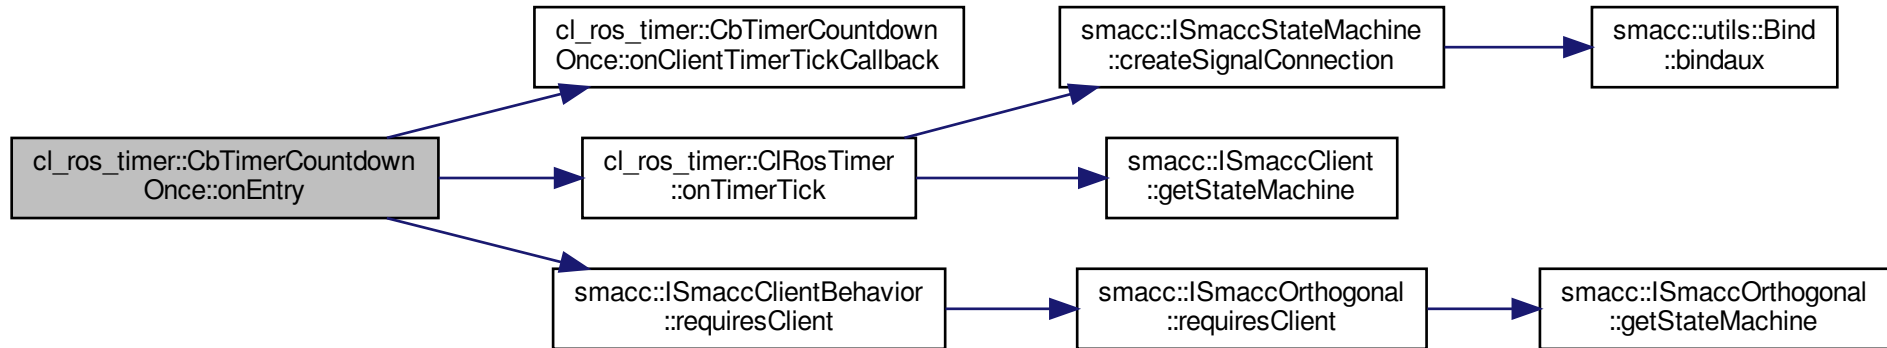 cl_ros_timer::CbTimerCountdown
Once::onClientTimerTickCallback
smacc::ISmaccStateMachine
::createSignalConnection
smacc::utils::Bind
::bindaux
cl_ros_timer::CbTimerCountdown
Once::onEntry
cl_ros_timer::ClRosTimer
::onTimerTick
smacc::ISmaccClient
::getStateMachine
smacc::ISmaccClientBehavior
::requiresClient
smacc::ISmaccOrthogonal
::requiresClient
smacc::ISmaccOrthogonal
::getStateMachine